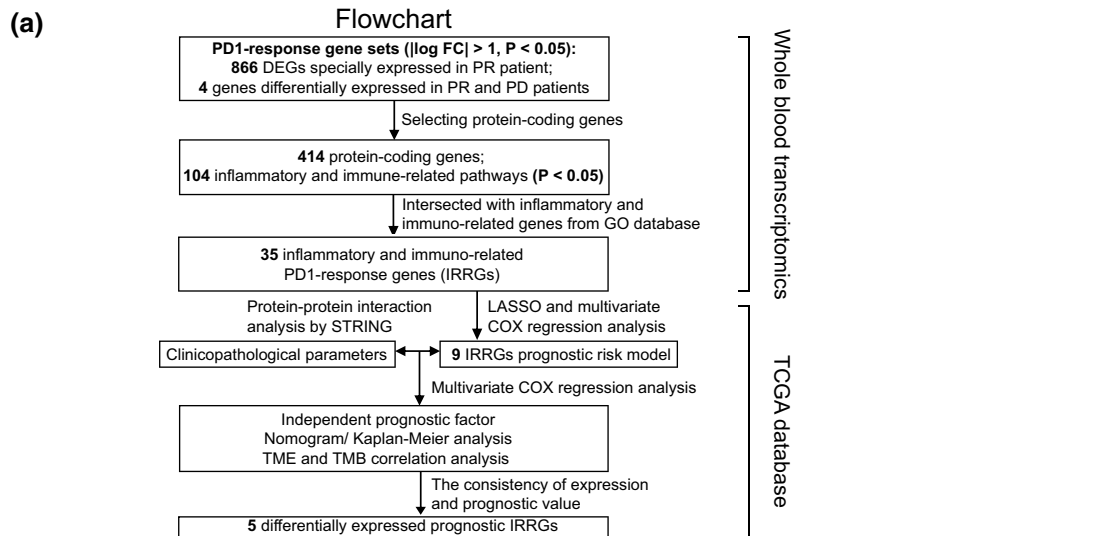 (a)
Flowchart
PD1-response gene sets (|log FC| > 1, P < 0.05):
866 DEGs specially expressed in PR patient;
4 genes differentially expressed in PR and PD patients
Selecting protein-coding genes
414 protein-coding genes;
104 inflammatory and immune-related pathways (P < 0.05)
Intersected with inflammatory and
immuno-related genes from GO database
35 inflammatory and immuno-related
PD1-response genes (IRRGs)
Whole blood transcriptomics
Protein-protein interaction
analysis by STRING
LASSO and multivariate
COX regression analysis
Clinicopathological parameters
9 IRRGs prognostic risk model
Multivariate COX regression analysis
Independent prognostic factor
Nomogram/ Kaplan-Meier analysis
TME and TMB correlation analysis
The consistency of expression
and prognostic value
5 differentially expressed prognostic IRRGs
TCGA database